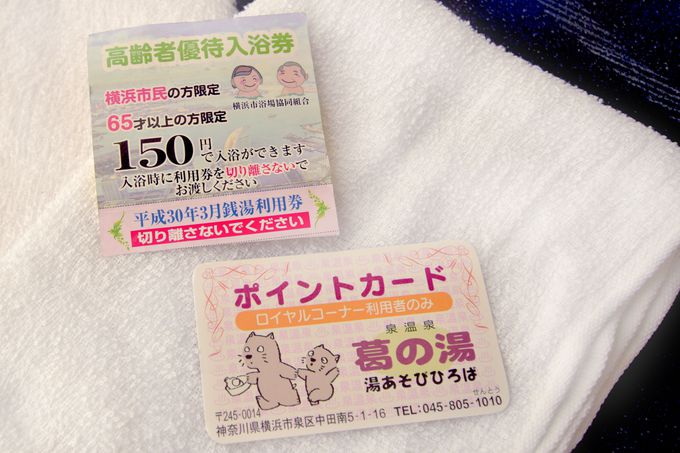 高齢者優待入浴券
横浜市民の方限定
横浜市浴場協同組合
65才以上の方限定
150円で入浴ができます
入浴時に利用券を切り離さないで
お渡しください
平成30年3月銭湯利用券
切り離さないでください
ポイントカード
ロイヤルコーナー利用者のみ
泉温泉
葛の湯
湯あそびひろば
せんとう
〒245-0014
神奈川県横浜市泉区中田南5-1-16 TEL:045-805-1010